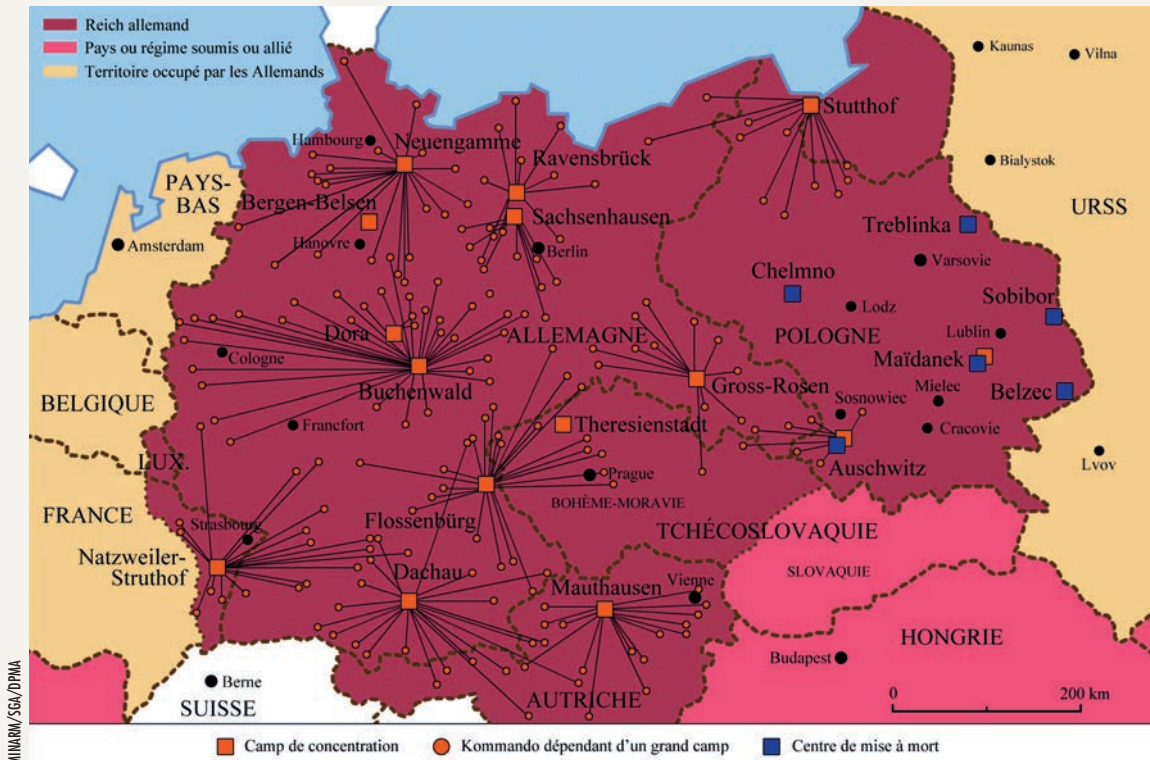 Reich allemand
Pays ou régime soumis ou allié
Territoire occupé par les Allemands
Kaunas
Vilna
Stutthof
Hambourg
Neuengamme
Ravensbrück
Bialystok
PAYS-
BAS
Bergen-Belsen
Sachsenhausen
URSS
Treblinka
Amsterdam
Hanovre
Berlin
Varsovie
Chelmno
Sobibor
Lodz
Dora
ALLEMAGNE
POLOGNE
Lublin
Cologne
Maïdanek
Buchenwald
Gross-Rosen
Mielec
Belzec
BELGIQUE
Sosnowiec
Francfort
Theresienstadt
Cracovie
LUX.
Auschwitz
Lvov
Prague
BOHÈME-MORAVIE
FRANCE
Flossenbürg
Strasbourg
TCHÉCOSLOVAQUIE
Natzweiler-
Struthof
Dachau
Mauthausen
Vienne
SLOVAQUIE
HONGRIE
Budapest
Berne
SUISSE
AUTRICHE
0 200 km
MINARM/SGA/DPMA
Camp de concentration
Kommando dépendant d'un grand camp
Centre de mise à mort